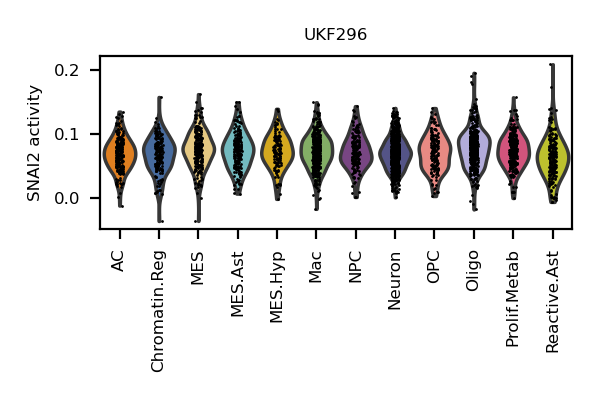 UKF296
SNAI2 activity
0.2
0.1
0.0
AC
Chromatin.Reg
MES
MES.Ast
MES.Hyp
Mac
NPC
Neuron
OPC
Oligo
Prolif.Metab
Reactive.Ast